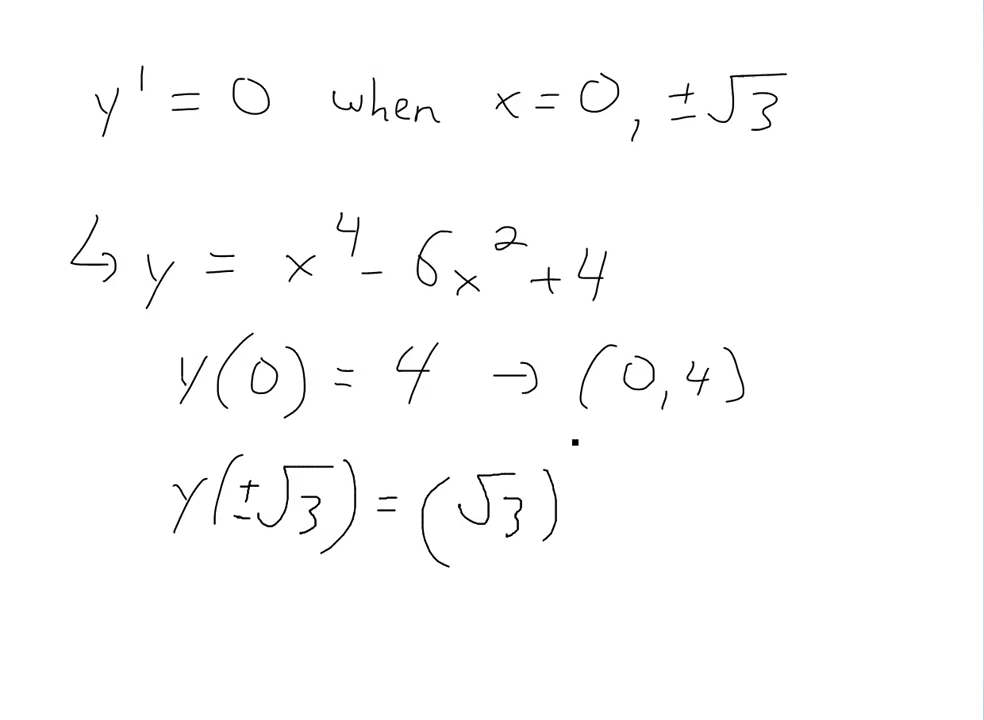 y' = 0 when x = 0, ±√3
↳ y = x⁴ - 6x² + 4
y(0) = 4 → (0, 4)
y(±√3) = (√3)